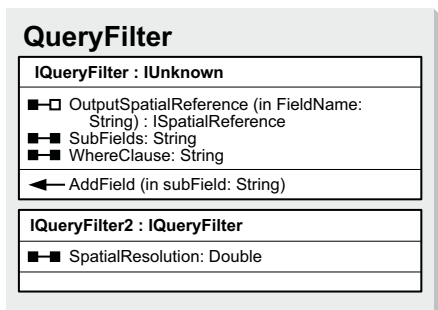 QueryFilter
IQueryFilter : IUnknown
OutputSpatialReference (in FieldName:
String) : ISpatialReference
SubFields: String
WhereClause: String
AddField (in subField: String)
IQueryFilter2 : IQueryFilter
SpatialResolution: Double